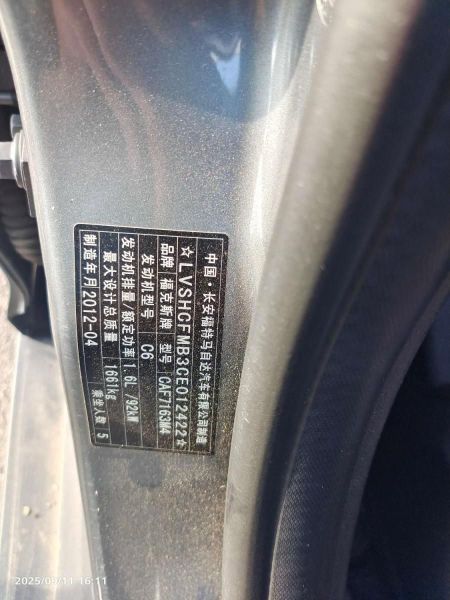 中国·长安福特马自达汽车有限公司制造
☆LVSHCFMB3CE012422☆
品牌 福克斯牌 型号 CAF7163M4
发动机型号 C6
发动机排量/额定功率 1.6L /92kW
最大设计总质量 1661kg 乘坐人数 5
制造年月 2012-04
2025/09/11 16:11